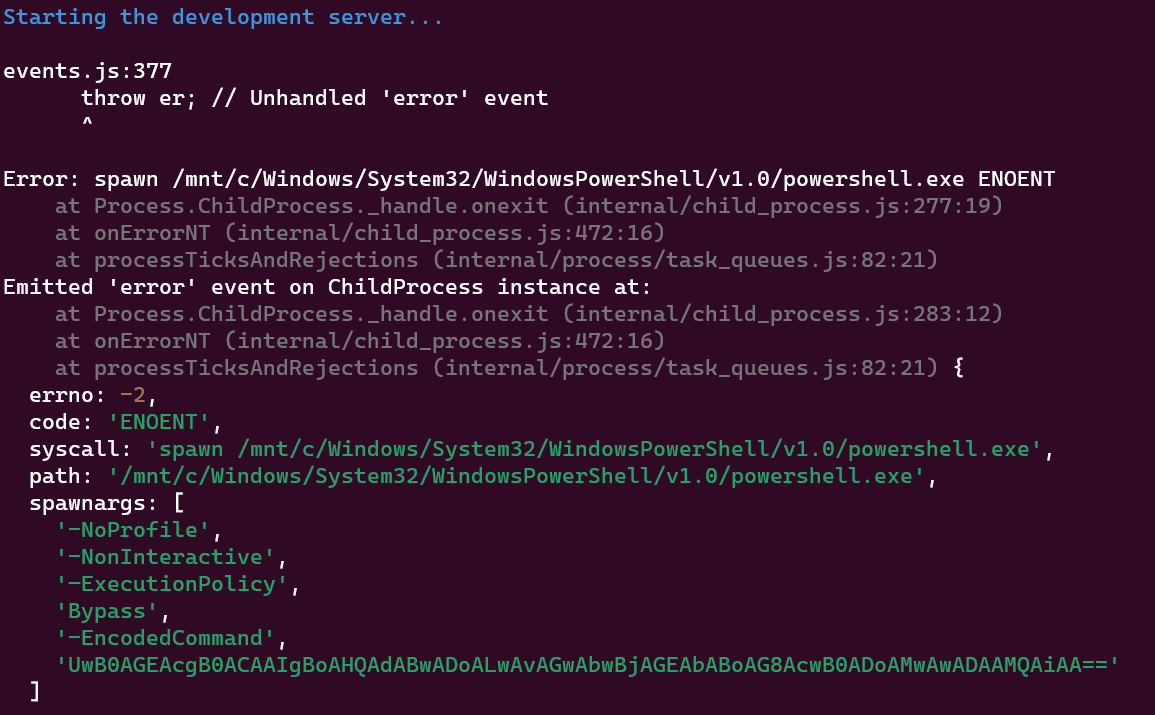 Starting the development server...
events.js:377
throw er; // Unhandled 'error' event
^
Error: spawn /mnt/c/Windows/System32/WindowsPowerShell/v1.0/powershell.exe ENOENT
at Process.ChildProcess._handle.onexit (internal/child_process.js:277:19)
at onErrorNT (internal/child_process.js:472:16)
at processTicksAndRejections (internal/process/task_queues.js:82:21)
Emitted 'error' event on ChildProcess instance at:
at Process.ChildProcess._handle.onexit (internal/child_process.js:283:12)
at onErrorNT (internal/child_process.js:472:16)
at processTicksAndRejections (internal/process/task_queues.js:82:21) {
errno: -2,
code: 'ENOENT',
syscall: 'spawn /mnt/c/Windows/System32/WindowsPowerShell/v1.0/powershell.exe',
path: '/mnt/c/Windows/System32/WindowsPowerShell/v1.0/powershell.exe',
spawnargs: [
'-NoProfile',
'-NonInteractive',
'-ExecutionPolicy',
'Bypass',
'-EncodedCommand',
'UwB0AGEAcgB0ACAAIgBoAHQAdABwADoALwAvAGwAbwBjAGEAbABoAG8AcwB0ADoAMwAwADAAMQAiAA=='
]